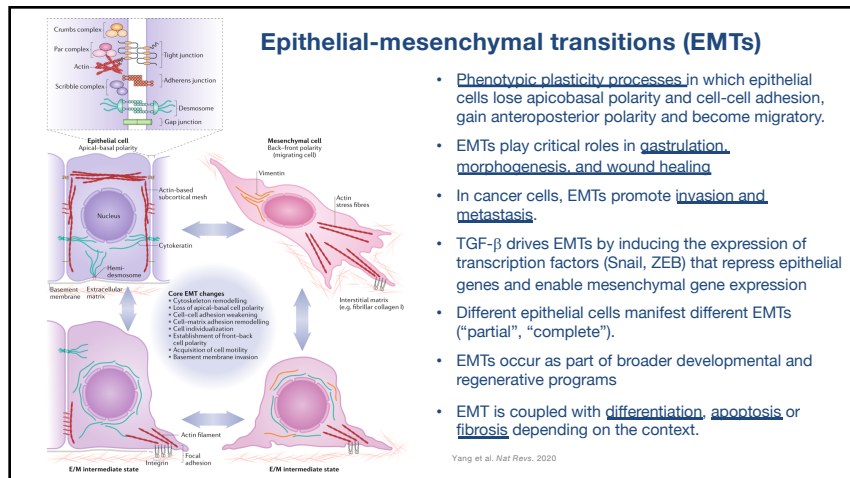 Epithelial-mesenchymal transitions (EMTs)
Crumbs complex
Par complex
Actin
Scribble complex
Tight junction
Adherens junction
Desmosome
Gap junction
Epithelial cell
Apical–basal polarity
Actin-based
subcortical mesh
Nucleus
Cytokeratin
Hemi-
desmosome
Basement
membrane
Extracellular
matrix
Mesenchymal cell
Back–front polarity
(migrating cell)
Vimentin
Actin
stress fibres
Interstitial matrix
(e.g. fibrillar collagen I)
Core EMT changes
• Cytoskeleton remodelling
• Loss of apical–basal cell polarity
• Cell–cell adhesion weakening
• Cell–matrix adhesion remodelling
• Cell individualization
• Establishment of front–back
cell polarity
• Acquisition of cell motility
• Basement membrane invasion
Actin filament
Integrin
Focal
adhesion
E/M intermediate state
E/M intermediate state
• Phenotypic plasticity processes in which epithelial
cells lose apicobasal polarity and cell-cell adhesion,
gain anteroposterior polarity and become migratory.
• EMTs play critical roles in gastrulation,
morphogenesis, and wound healing
• In cancer cells, EMTs promote invasion and
metastasis.
• TGF-β drives EMTs by inducing the expression of
transcription factors (Snail, ZEB) that repress epithelial
genes and enable mesenchymal gene expression
• Different epithelial cells manifest different EMTs
(“partial”, “complete”).
• EMTs occur as part of broader developmental and
regenerative programs
• EMT is coupled with differentiation, apoptosis or
fibrosis depending on the context.
Yang et al. Nat Revs. 2020